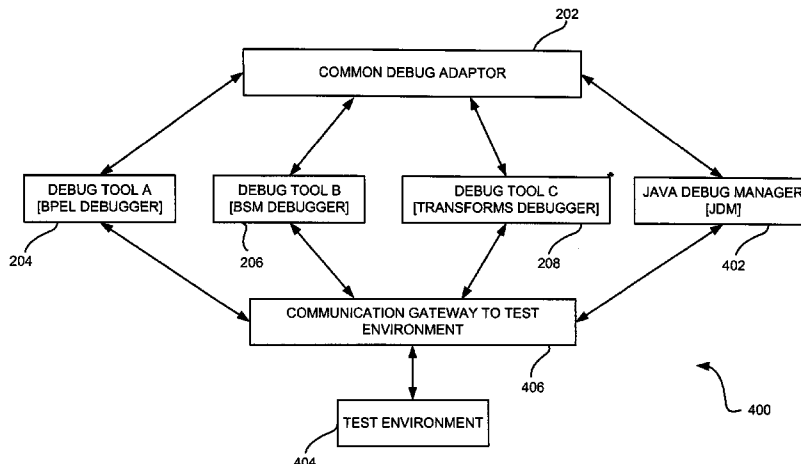 202
COMMON DEBUG ADAPTOR
DEBUG TOOL A
[BPEL DEBUGGER]
DEBUG TOOL B
[BSM DEBUGGER]
DEBUG TOOL C
[TRANSFORMS DEBUGGER]
JAVA DEBUG MANAGER
[JDM]
204
206
208
402
COMMUNICATION GATEWAY TO TEST
ENVIRONMENT
406
400
TEST ENVIRONMENT
404